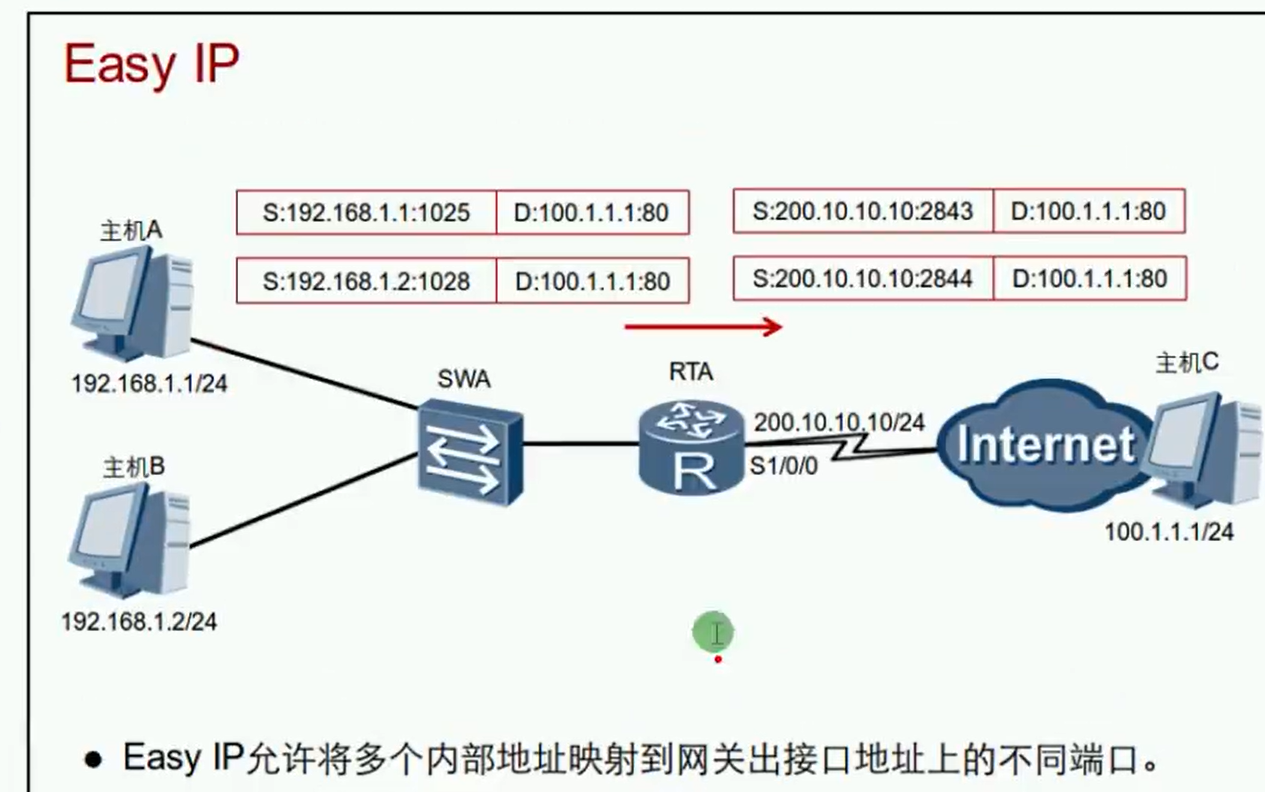 Easy IP
主机A
S:192.168.1.1:1025 D:100.1.1.1:80
S:200.10.10.10:2843 D:100.1.1.1:80
S:192.168.1.2:1028 D:100.1.1.1:80
S:200.10.10.10:2844 D:100.1.1.1:80
192.168.1.1/24
SWA
RTA
主机C
200.10.10.10/24
S1/0/0
R
Internet
主机B
100.1.1.1/24
192.168.1.2/24
● Easy IP允许将多个内部地址映射到网关出接口地址上的不同端口。